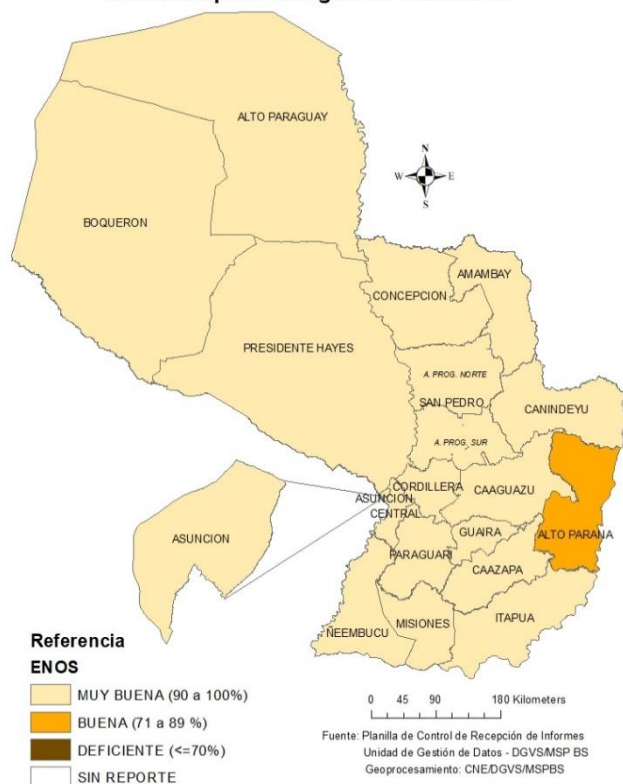 ALTO PARAGUAY
N
W E
S
BOQUERON
AMAMBAY
CONCEPCION
PRESIDENTE HAYES
A. PROG. NORTE
SAN PEDRO
CANINDEYU
A. PROG. SUR
CORDILLERA
CAAGUAZU
ASUNCION
CENTRAL
ASUNCION
GUAIRA
ALTO PARANA
PARAGUARI
CAAZAPA
ITAPUA
MISIONES
ÑEEMBUCU
Referencia
ENOS
MUY BUENA (90 a 100%)
BUENA (71 a 89 %)
DEFICIENTE (<=70%)
SIN REPORTE
0 45 90 180 Kilometers
Fuente: Planilla de Control de Recepción de Informes
Unidad de Gestión de Datos - DGVS/MSP BS
Geoprocesamiento: CNE/DGVS/MSPBS